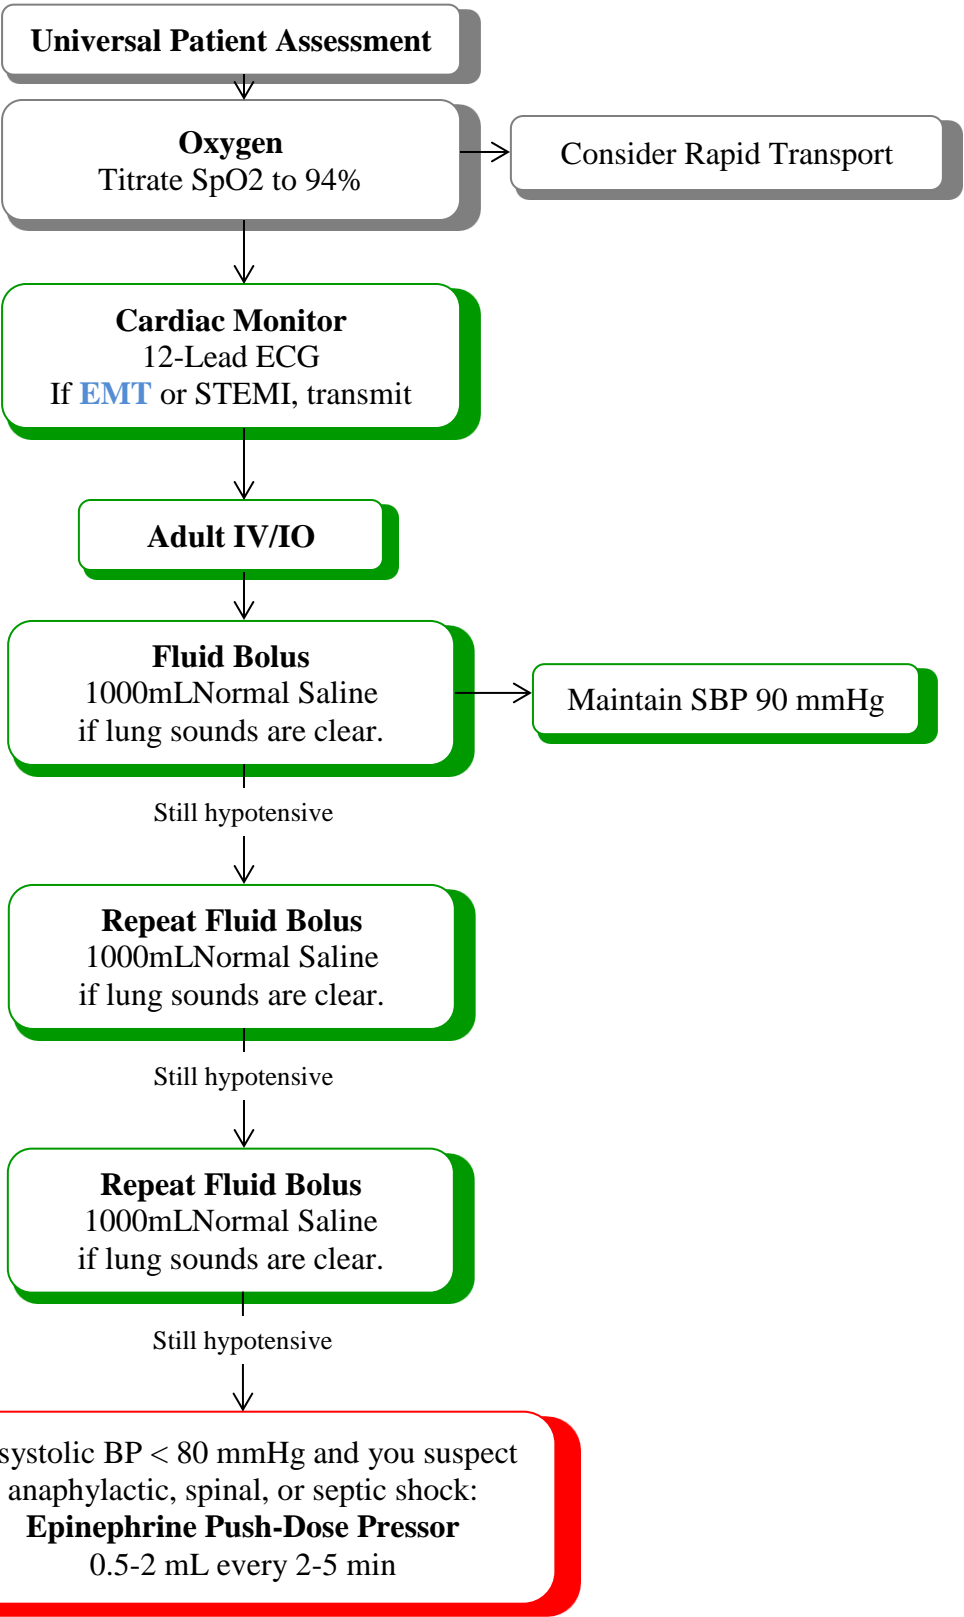 Universal Patient Assessment
Oxygen
Titrate SpO2 to 94%
Consider Rapid Transport
Cardiac Monitor
12-Lead ECG
If EMT or STEMI, transmit
Adult IV/IO
Fluid Bolus
1000mLNormal Saline
if lung sounds are clear.
Maintain SBP 90 mmHg
Still hypotensive
Repeat Fluid Bolus
1000mLNormal Saline
if lung sounds are clear.
Still hypotensive
Repeat Fluid Bolus
1000mLNormal Saline
if lung sounds are clear.
Still hypotensive
systolic BP < 80 mmHg and you suspect
anaphylactic, spinal, or septic shock:
Epinephrine Push-Dose Pressor
0.5-2 mL every 2-5 min